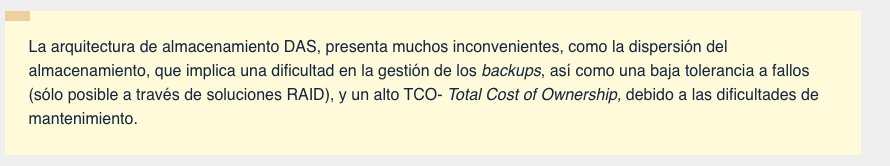 La arquitectura de almacenamiento DAS, presenta muchos inconvenientes, como la dispersión del
almacenamiento, que implica una dificultad en la gestión de los backups, así como una baja tolerancia a fallos
(sólo posible a través de soluciones RAID), y un alto TCO- Total Cost of Ownership, debido a las dificultades de
mantenimiento.